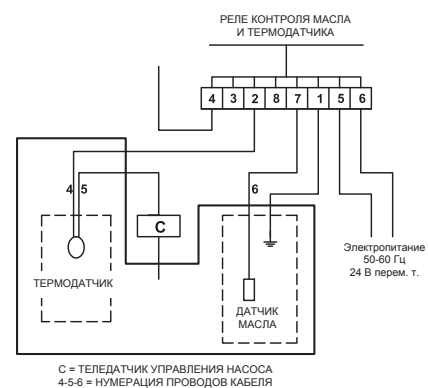 РЕЛЕ КОНТРОЛЯ МАСЛА
И ТЕРМОДАТЧИКА
4 3 2 8 7 1 5 6
4 5
6
C
ТЕРМОДАТЧИК
ДАТЧИК
МАСЛА
Электропитание
50-60 Гц
24 В перем. т.
С = ТЕЛЕДАТЧИК УПРАВЛЕНИЯ НАСОСА
4-5-6 = НУМЕРАЦИЯ ПРОВОДОВ КАБЕЛЯ